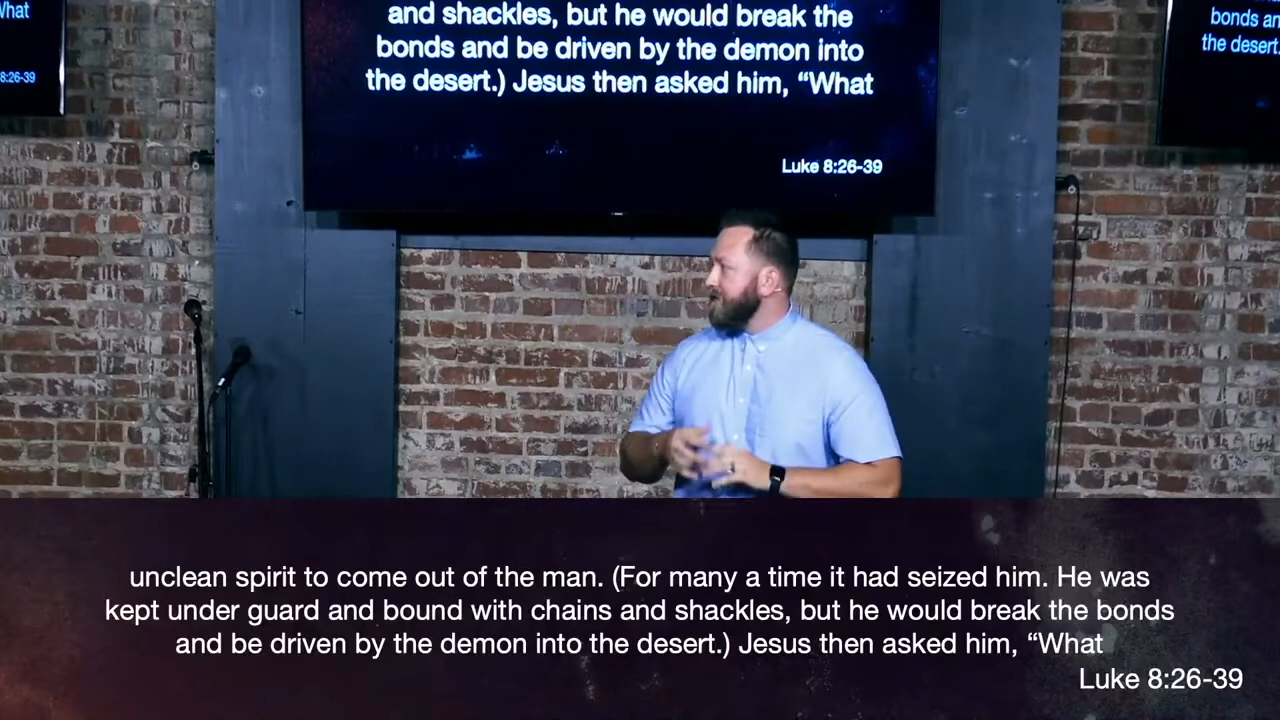 What
8:26-39
and shackles, but he would break the
bonds and be driven by the demon into
the desert.) Jesus then asked him, “What
Luke 8:26-39
bonds an
the desert.
unclean spirit to come out of the man. (For many a time it had seized him. He was
kept under guard and bound with chains and shackles, but he would break the bonds
and be driven by the demon into the desert.) Jesus then asked him, “What
Luke 8:26-39